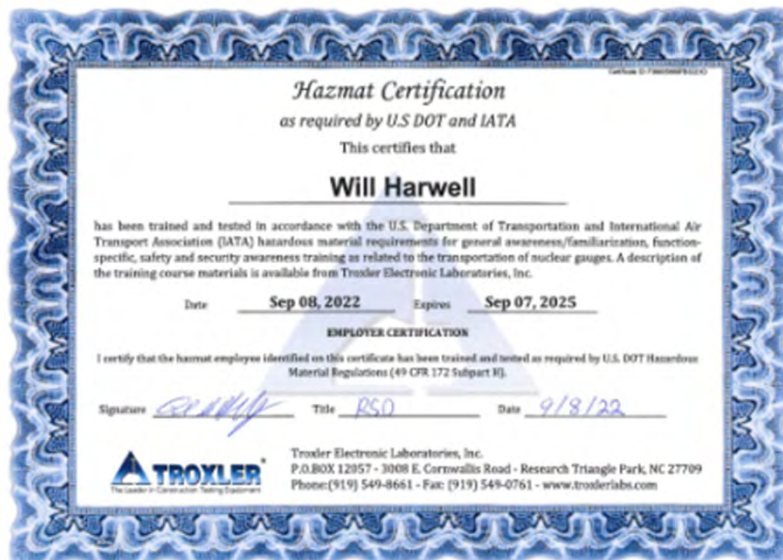 Hazmat Certification
as required by U.S DOT and IATA
This certifies that
Will Harwell
has been trained and tested in accordance with the U.S. Department of Transportation and International Air
Transport Association (IATA) hazardous material requirements for general awareness/familiarization, function-
specific, safety and security awareness training as related to the transportation of nuclear gauges. A description of
the training course materials is available from Troxler Electronic Laboratories, Inc.
Date Sep 08, 2022 Expires Sep 07, 2025
EMPLOYER CERTIFICATION
I certify that the hazmat employee identified on this certificate has been trained and tested as required by U.S. DOT Hazardous
Material Regulations (49 CFR 172 Subpart H).
Signature Title RSO Date 9/8/22
TROXLER
The Leader in Construction Testing Equipment
Troxler Electronic Laboratories, Inc.
P.O.BOX 12057 - 3008 E. Cornwallis Road - Research Triangle Park, NC 27709
Phone:(919) 549-8661 - Fax: (919) 549-0761 - www.troxlerlabs.com